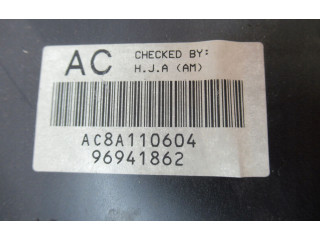 AC CHECKED BY:
H.J.A (AM)
AC8A110604
96941862